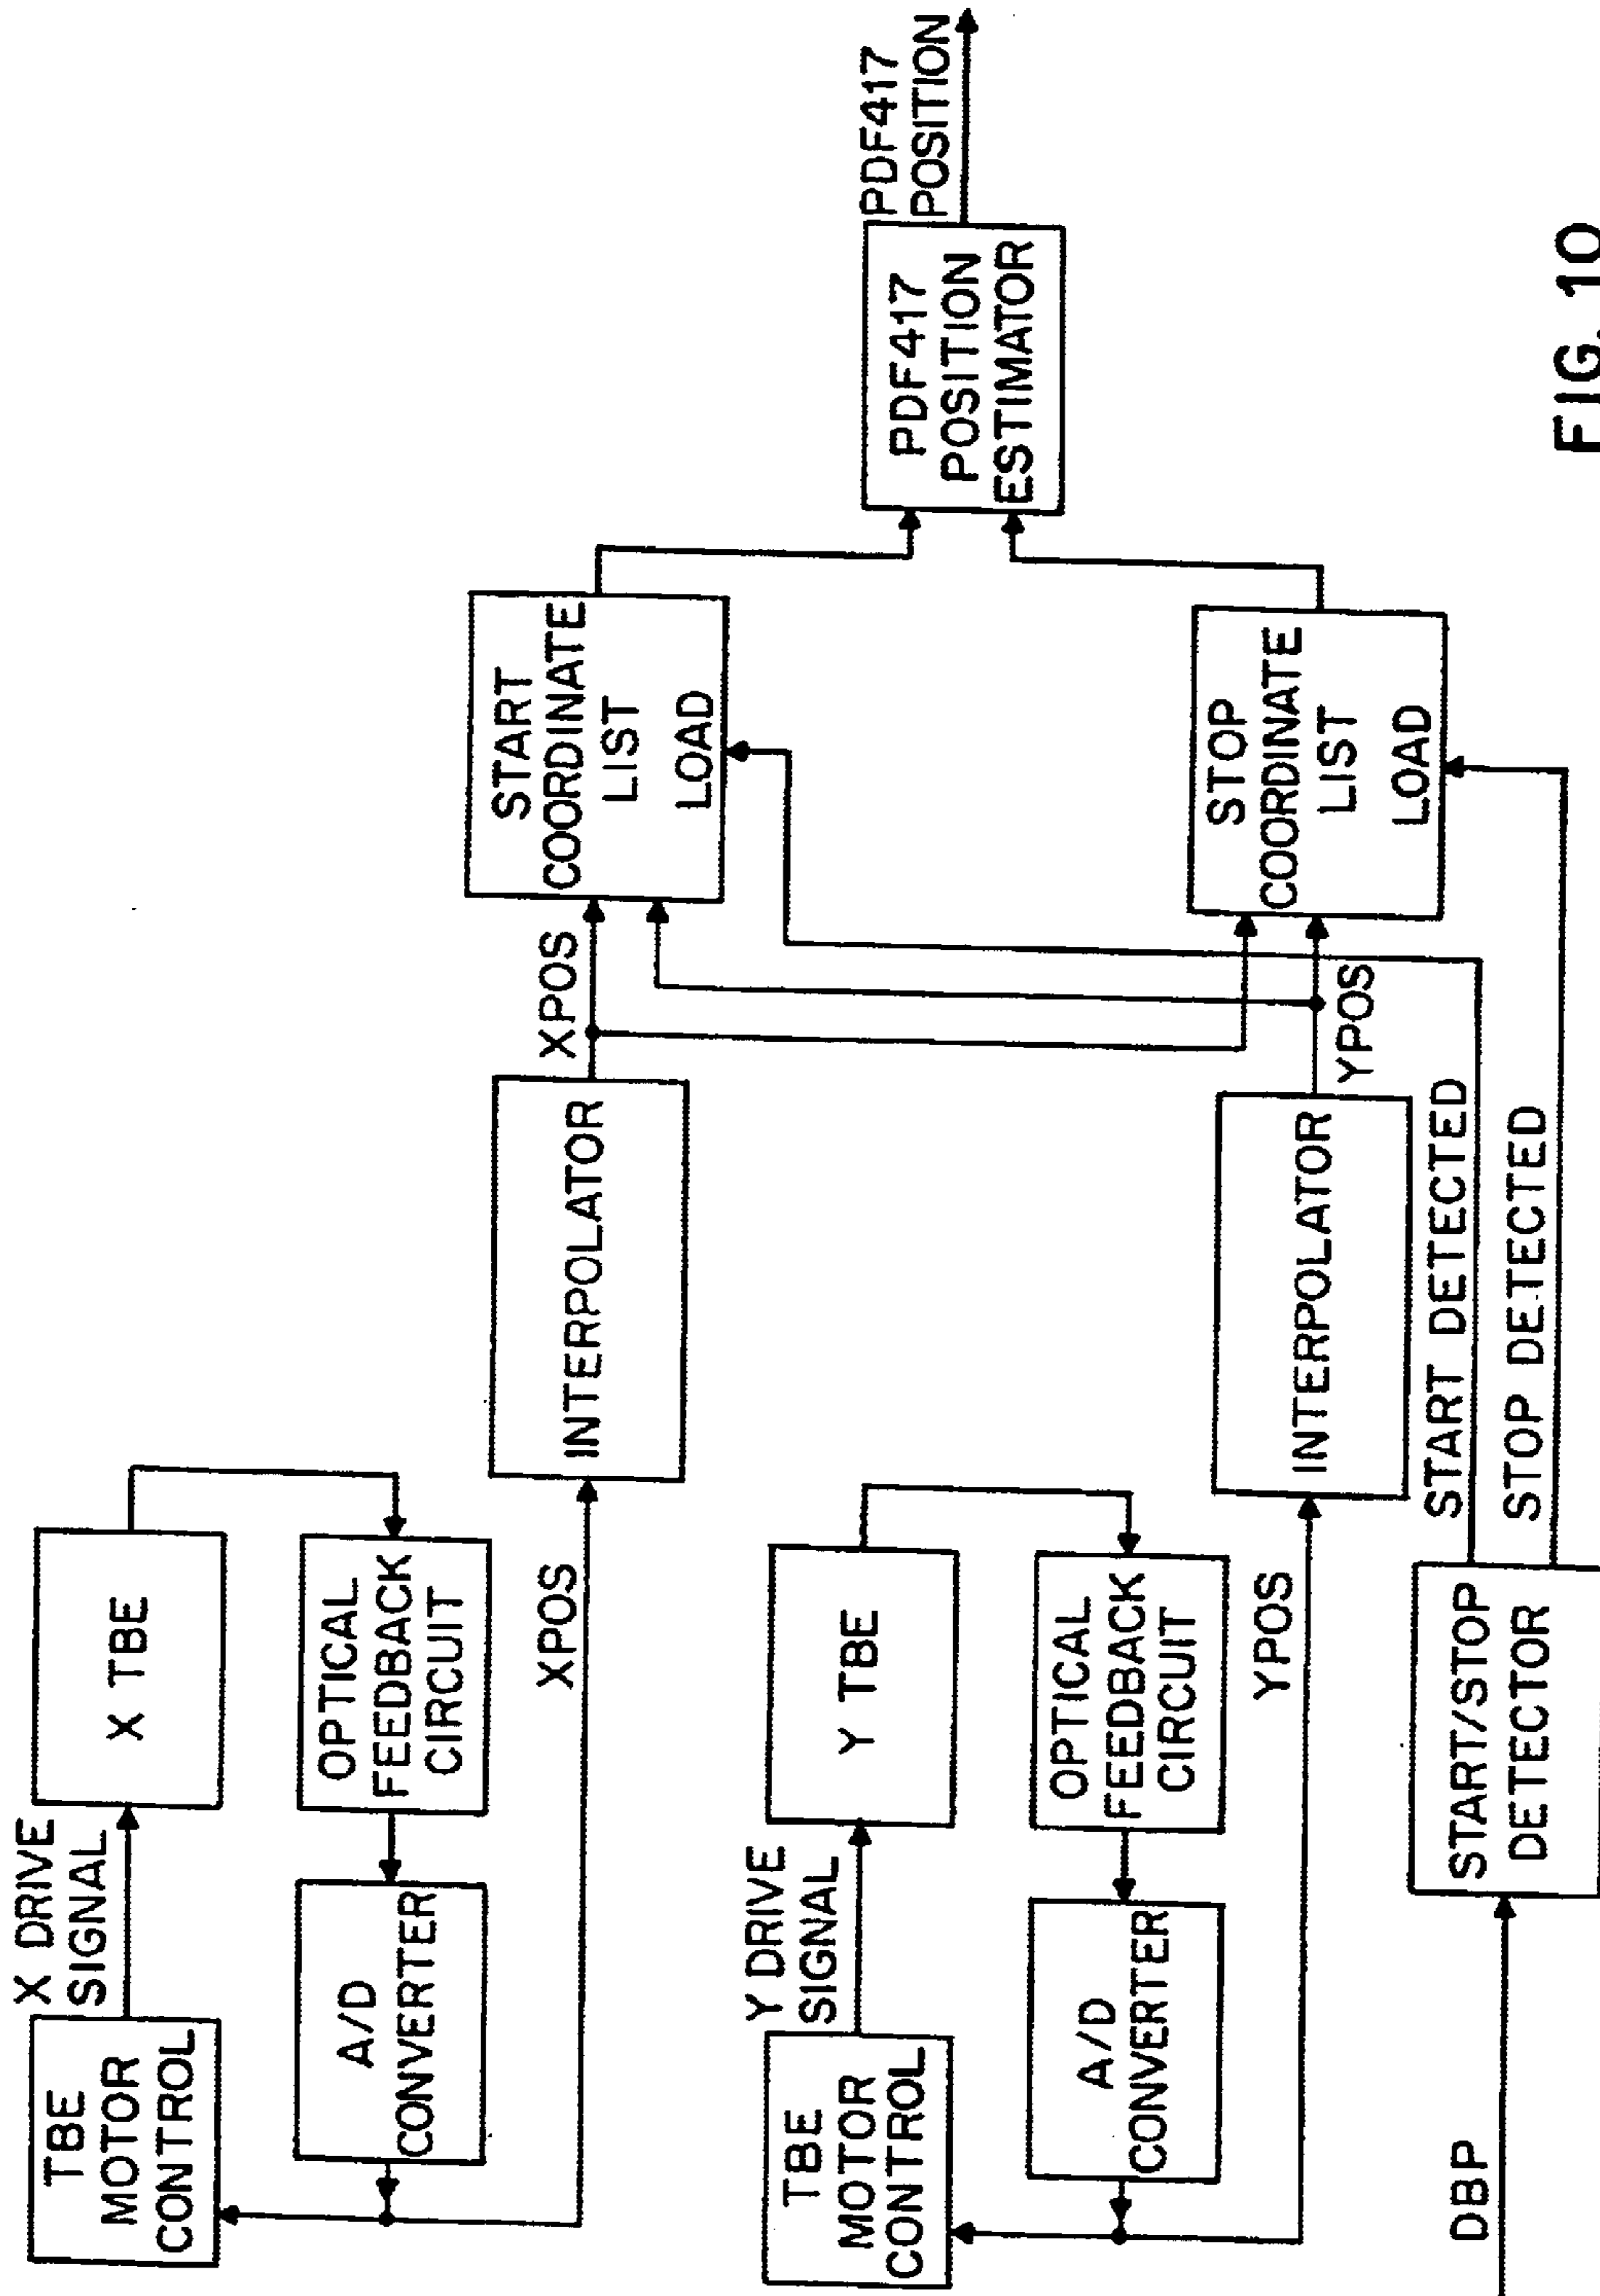 TBE
MOTOR
CONTROL
X DRIVE
SIGNAL
X TBE
A/D
CONVERTER
OPTICAL
FEEDBACK
CIRCUIT
XPOS
INTERPOLATOR
XPOS
START
COORDINATE
LIST
LOAD
TBE
MOTOR
CONTROL
Y DRIVE
SIGNAL
Y TBE
A/D
CONVERTER
OPTICAL
FEEDBACK
CIRCUIT
YPOS
INTERPOLATOR
YPOS
STOP
COORDINATE
LIST
LOAD
PDF417
POSITION
ESTIMATOR
PDF417
POSITION
DBP
START/STOP
DETECTOR
START DETECTED
STOP DETECTED
FIG. 10